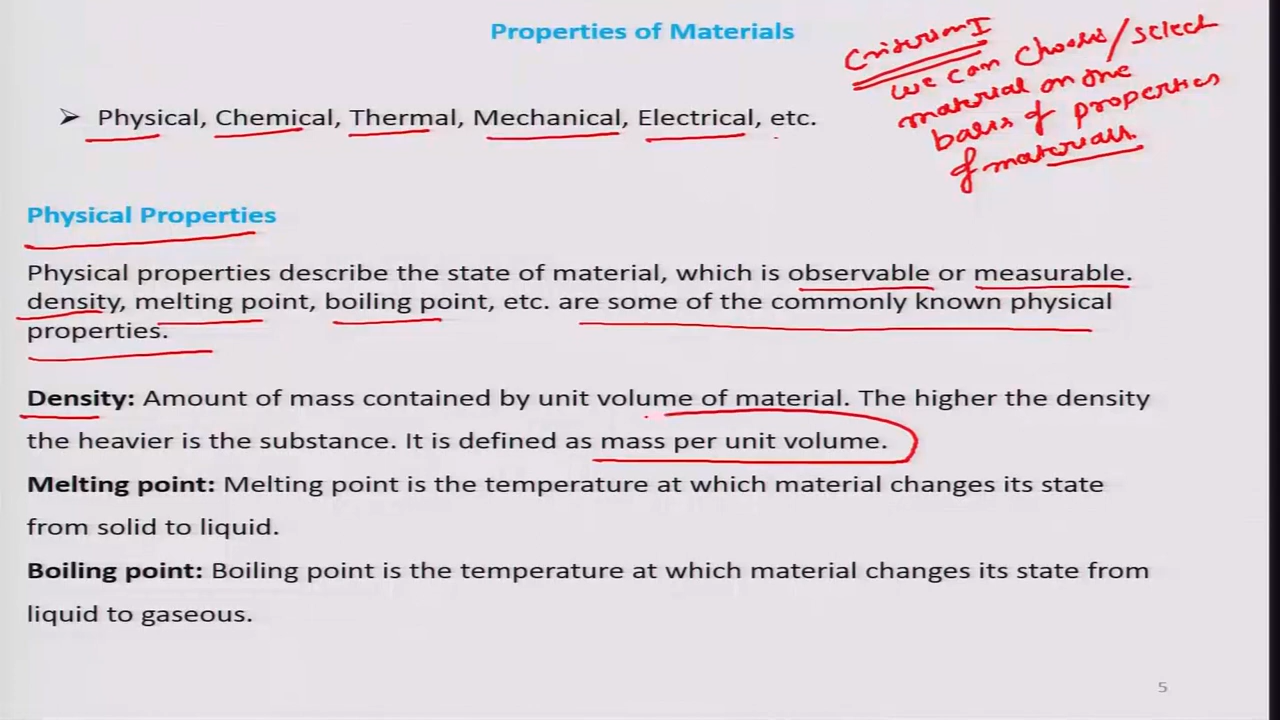 Properties of Materials
Criterion I
we can choose/select
material on the
basis of properties
of materials.
➢ Physical, Chemical, Thermal, Mechanical, Electrical, etc.
Physical Properties
Physical properties describe the state of material, which is observable or measurable.
density, melting point, boiling point, etc. are some of the commonly known physical
properties.
Density: Amount of mass contained by unit volume of material. The higher the density
the heavier is the substance. It is defined as mass per unit volume.
Melting point: Melting point is the temperature at which material changes its state
from solid to liquid.
Boiling point: Boiling point is the temperature at which material changes its state from
liquid to gaseous.
5